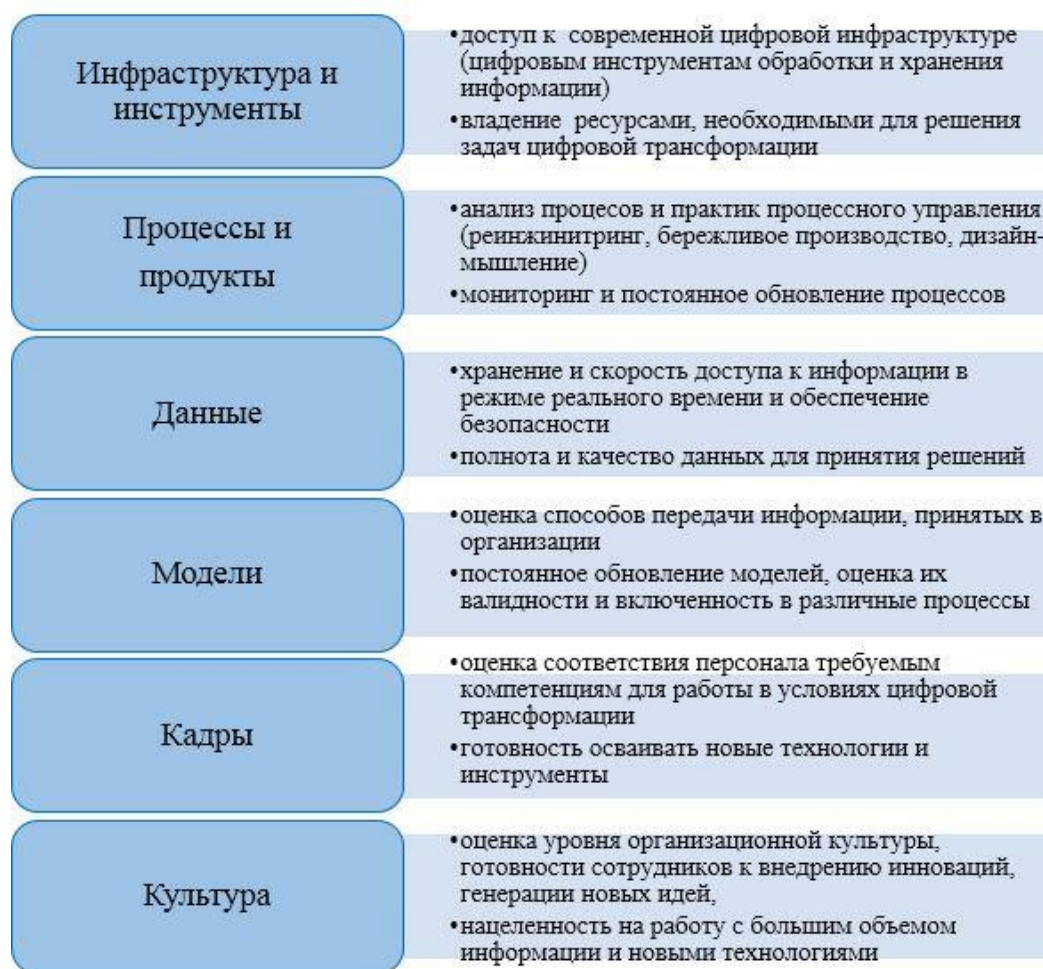 Инфраструктура и
инструменты
•доступ к современной цифровой инфраструктуре
(цифровым инструментам обработки и хранения
информации)
•владение ресурсами, необходимыми для решения
задач цифровой трансформации
Процессы и
продукты
•анализ процесов и практик процессного управления
(реинжинитринг, бережливое производство, дизайн-
мышление)
•мониторинг и постоянное обновление процессов
Данные
•хранение и скорость доступа к информации в
режиме реального времени и обеспечение
безопасности
•полнота и качество данных для принятия решений
Модели
•оценка способов передачи информации, принятых в
организации
•постоянное обновление моделей, оценка их
валидности и включенность в различные процессы
Кадры
•оценка соответствия персонала требуемым
компетенциям для работы в условиях цифровой
трансформации
•готовность осваивать новые технологии и
инструменты
Культура
•оценка уровня организационной культуры,
готовности сотрудников к внедрению инноваций,
генерации новых идей,
•нацеленность на работу с большим объемом
информации и новыми технологиями